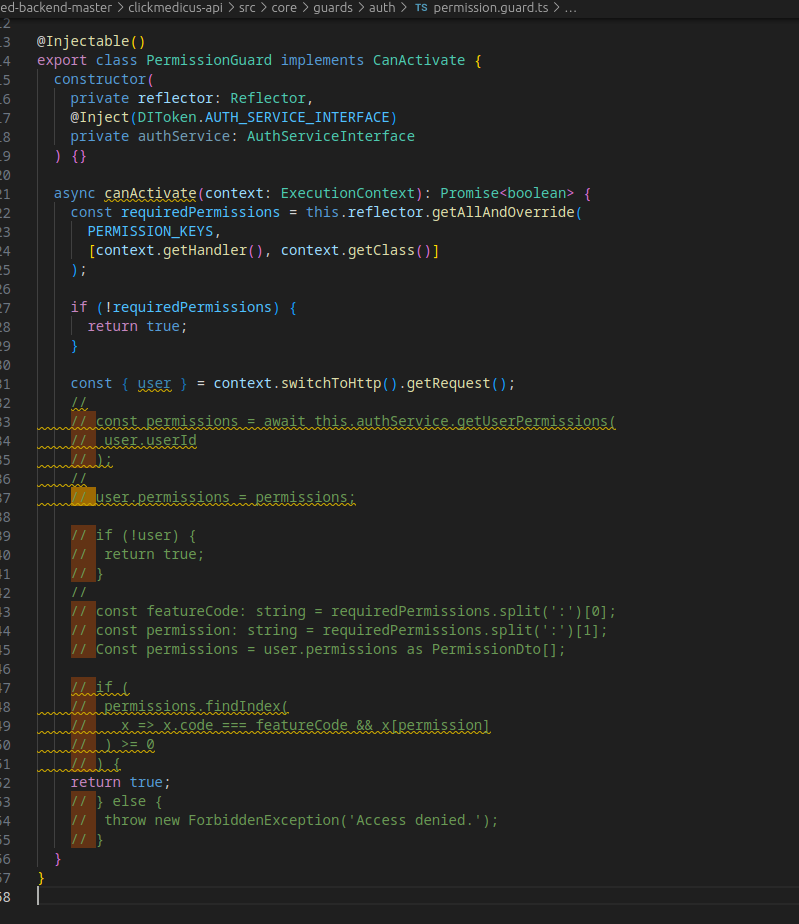 ed-backend-master > clickmedicus-api > src > core > guards > auth > TS permission.guard.ts > ...
12
13 @Injectable()
14 export class PermissionGuard implements CanActivate {
15 constructor(
16 private reflector: Reflector,
17 @Inject(DIToken.AUTH_SERVICE_INTERFACE)
18 private authService: AuthServiceInterface
19 ) {}
20
21 async canActivate(context: ExecutionContext): Promise<boolean> {
22 const requiredPermissions = this.reflector.getAllAndOverride(
23 PERMISSION_KEYS,
24 [context.getHandler(), context.getClass()]
25 );
26
27 if (!requiredPermissions) {
28 return true;
29 }
30
31 const { user } = context.switchToHttp().getRequest();
32 //
33 // const permissions = await this.authService.getUserPermissions(
34 // user.userId
35 // );
36 //
37 // user.permissions = permissions;
38
39 // if (!user) {
40 // return true;
41 // }
42 //
43 // const featureCode: string = requiredPermissions.split(':')[0];
44 // const permission: string = requiredPermissions.split(':')[1];
45 // Const permissions = user.permissions as PermissionDto[];
46
47 // if (
48 // permissions.findIndex(
49 // x => x.code === featureCode && x[permission]
50 // ) >= 0
51 // ) {
52 return true;
53 // } else {
54 // throw new ForbiddenException('Access denied.');
55 // }
56 }
57 }
58